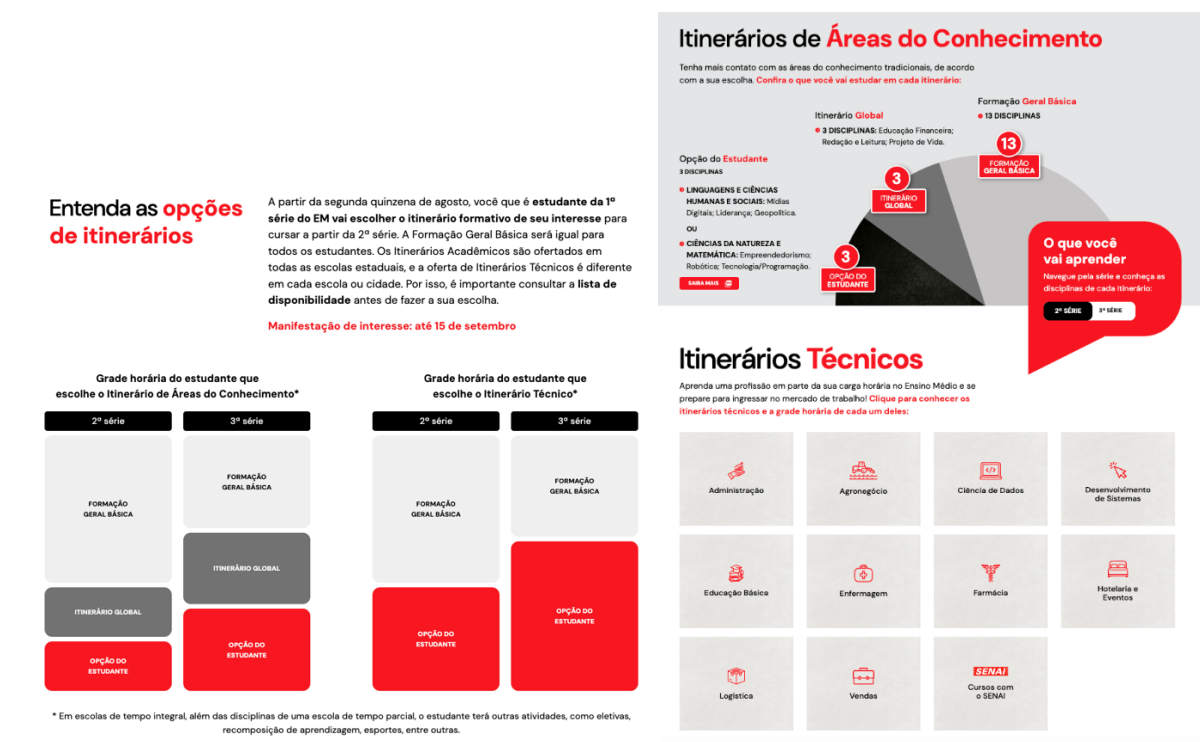 Entenda as opções
de itinerários
A partir da segunda quinzena de agosto, você que é estudante da 1ª
série do EM vai escolher o itinerário formativo de seu interesse para
cursar a partir da 2ª série. A Formação Geral Básica será igual para
todos os estudantes. Os Itinerários Acadêmicos são ofertados em
todas as escolas estaduais, e a oferta de Itinerários Técnicos é diferente
em cada escola ou cidade. Por isso, é importante consultar a lista de
disponibilidade antes de fazer a sua escolha.
Manifestação de interesse: até 15 de setembro
Grade horária do estudante que
escolhe o Itinerário de Áreas do Conhecimento*
2ª série
3ª série
FORMAÇÃO
GERAL BÁSICA
ITINERÁRIO GLOBAL
OPÇÃO DO
ESTUDANTE
FORMAÇÃO
GERAL BÁSICA
ITINERÁRIO GLOBAL
OPÇÃO DO
ESTUDANTE
Grade horária do estudante que
escolhe o Itinerário Técnico*
2ª série
3ª série
FORMAÇÃO
GERAL BÁSICA
OPÇÃO DO
ESTUDANTE
FORMAÇÃO
GERAL BÁSICA
OPÇÃO DO
ESTUDANTE
* Em escolas de tempo integral, além das disciplinas de uma escola de tempo parcial, o estudante terá outras atividades, como eletivas,
recomposição de aprendizagem, esportes, entre outras.
Itinerários de Áreas do Conhecimento
Tenha mais contato com as áreas do conhecimento tradicionais, de acordo
com a sua escolha. Confira o que você vai estudar em cada itinerário:
Formação Geral Básica
13 DISCIPLINAS
Itinerário Global
3 DISCIPLINAS: Educação Financeira;
Redação e Leitura; Projeto de Vida.
Opção do Estudante
3 DISCIPLINAS
LINGUAGENS E CIÊNCIAS
HUMANAS E SOCIAIS: Mídias
Digitais; Liderança; Geopolítica.
OU
CIÊNCIAS DA NATUREZA E
MATEMÁTICA: Empreendedorismo;
Robótica; Tecnologia/Programação.
SAIBA MAIS
13
FORMAÇÃO
GERAL BÁSICA
3
ITINERÁRIO
GLOBAL
3
OPÇÃO DO
ESTUDANTE
O que você
vai aprender
Navegue pela série e conheça as
disciplinas de cada Itinerário:
2ª SÉRIE
3ª SÉRIE
Itinerários Técnicos
Aprenda uma profissão em parte da sua carga horária no Ensino Médio e se
prepare para ingressar no mercado de trabalho! Clique para conhecer os
itinerários técnicos e a grade horária de cada um deles:
Administração
Agronegócio
Ciência de Dados
Desenvolvimento
de Sistemas
Educação Básica
Enfermagem
Farmácia
Hotelaria e
Eventos
Logística
Vendas
SENAI
Cursos com
o SENAI